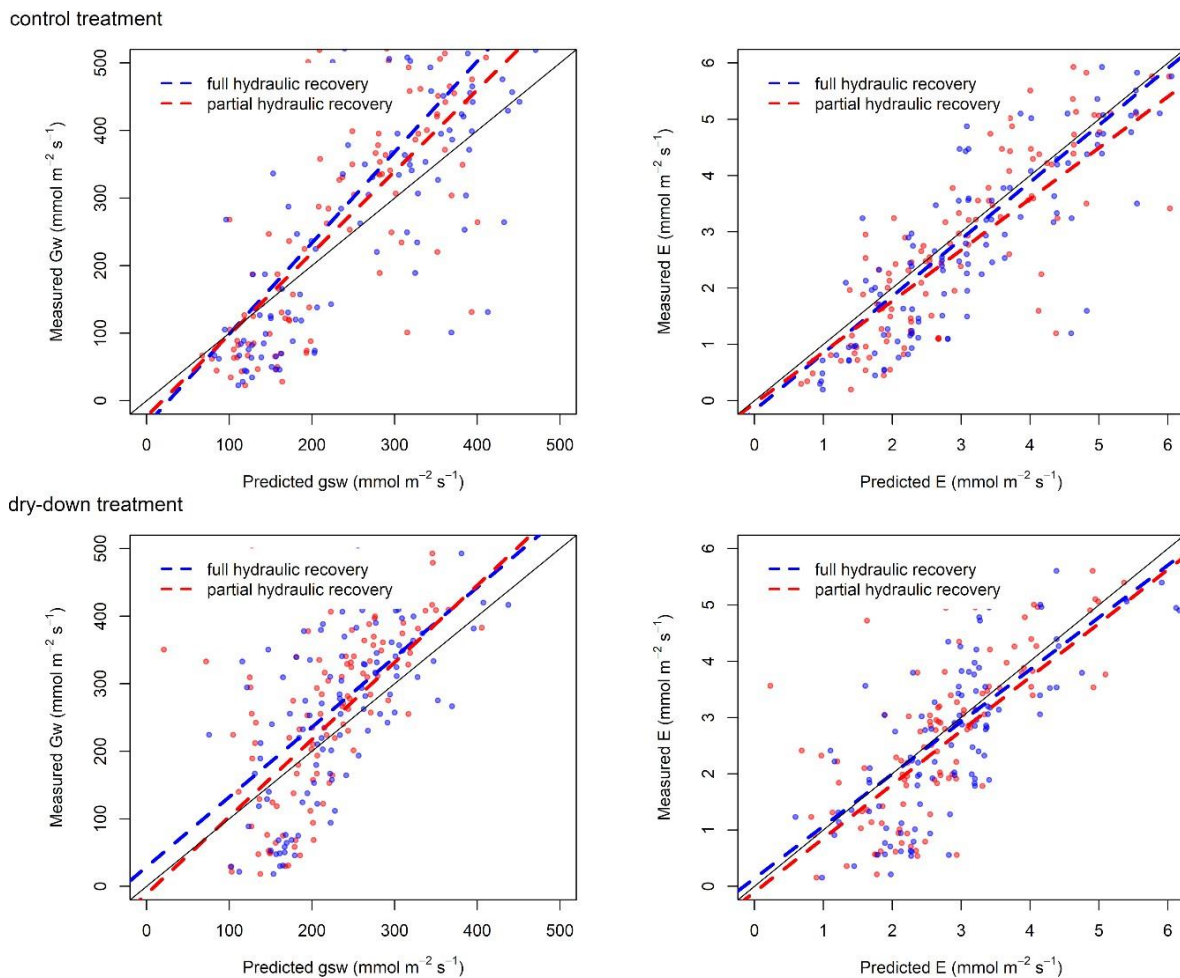 control treatment
500
400
300
200
100
0
Measured Gw (mmol m⁻² s⁻¹)
full hydraulic recovery
partial hydraulic recovery
0 100 200 300 400 500
Predicted gsw (mmol m⁻² s⁻¹)
6
5
4
3
2
1
0
Measured E (mmol m⁻² s⁻¹)
full hydraulic recovery
partial hydraulic recovery
0 1 2 3 4 5 6
Predicted E (mmol m⁻² s⁻¹)
dry-down treatment
500
400
300
200
100
0
Measured Gw (mmol m⁻² s⁻¹)
full hydraulic recovery
partial hydraulic recovery
0 100 200 300 400 500
Predicted gsw (mmol m⁻² s⁻¹)
6
5
4
3
2
1
0
Measured E (mmol m⁻² s⁻¹)
full hydraulic recovery
partial hydraulic recovery
0 1 2 3 4 5 6
Predicted E (mmol m⁻² s⁻¹)